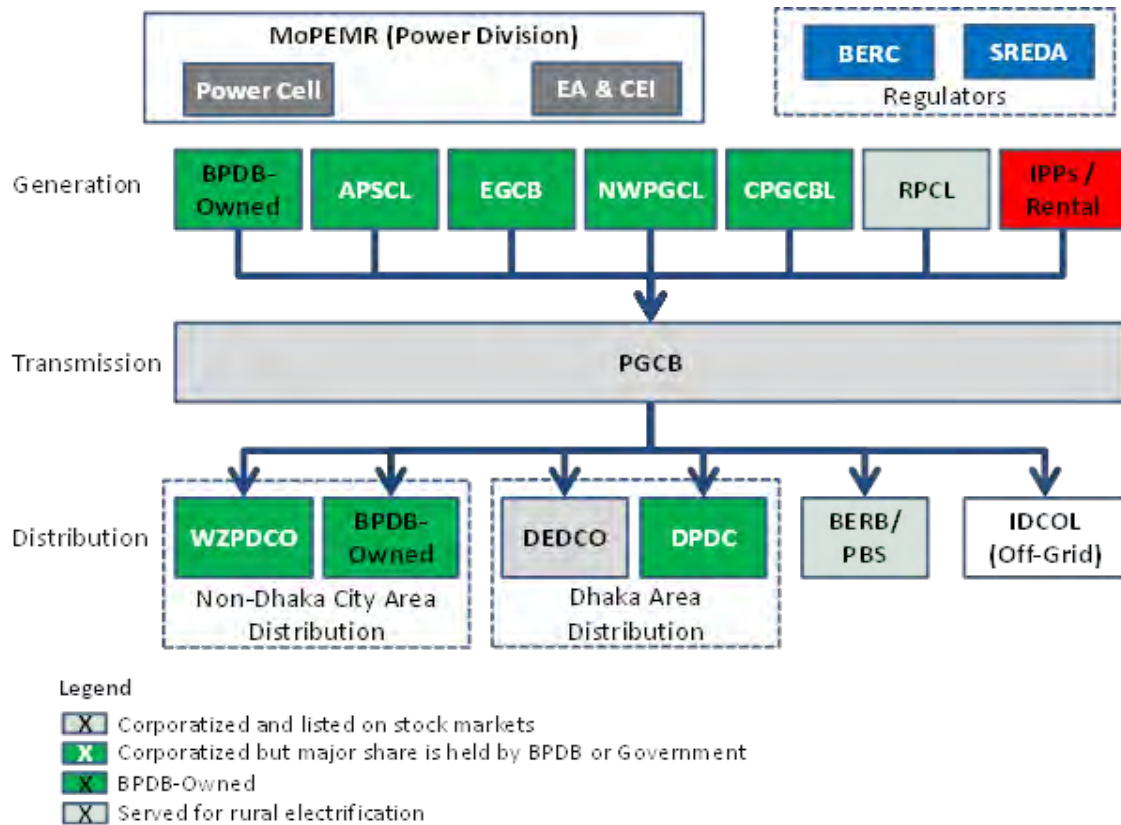 MoPEMR (Power Division)
Power Cell
EA & CEI
BERC
SREDA
Regulators
Generation
BPDB-
Owned
APSCL
EGCB
NWPGCL
CPGCBL
RPCL
IPPs /
Rental
Transmission
PGCB
Distribution
WZPDCO
BPDB-
Owned
Non-Dhaka City Area
Distribution
DEDCO
DPDC
Dhaka Area
Distribution
BERB/
PBS
IDCOL
(Off-Grid)
Legend
X Corporatized and listed on stock markets
X Corporatized but major share is held by BPDB or Government
X BPDB-Owned
X Served for rural electrification